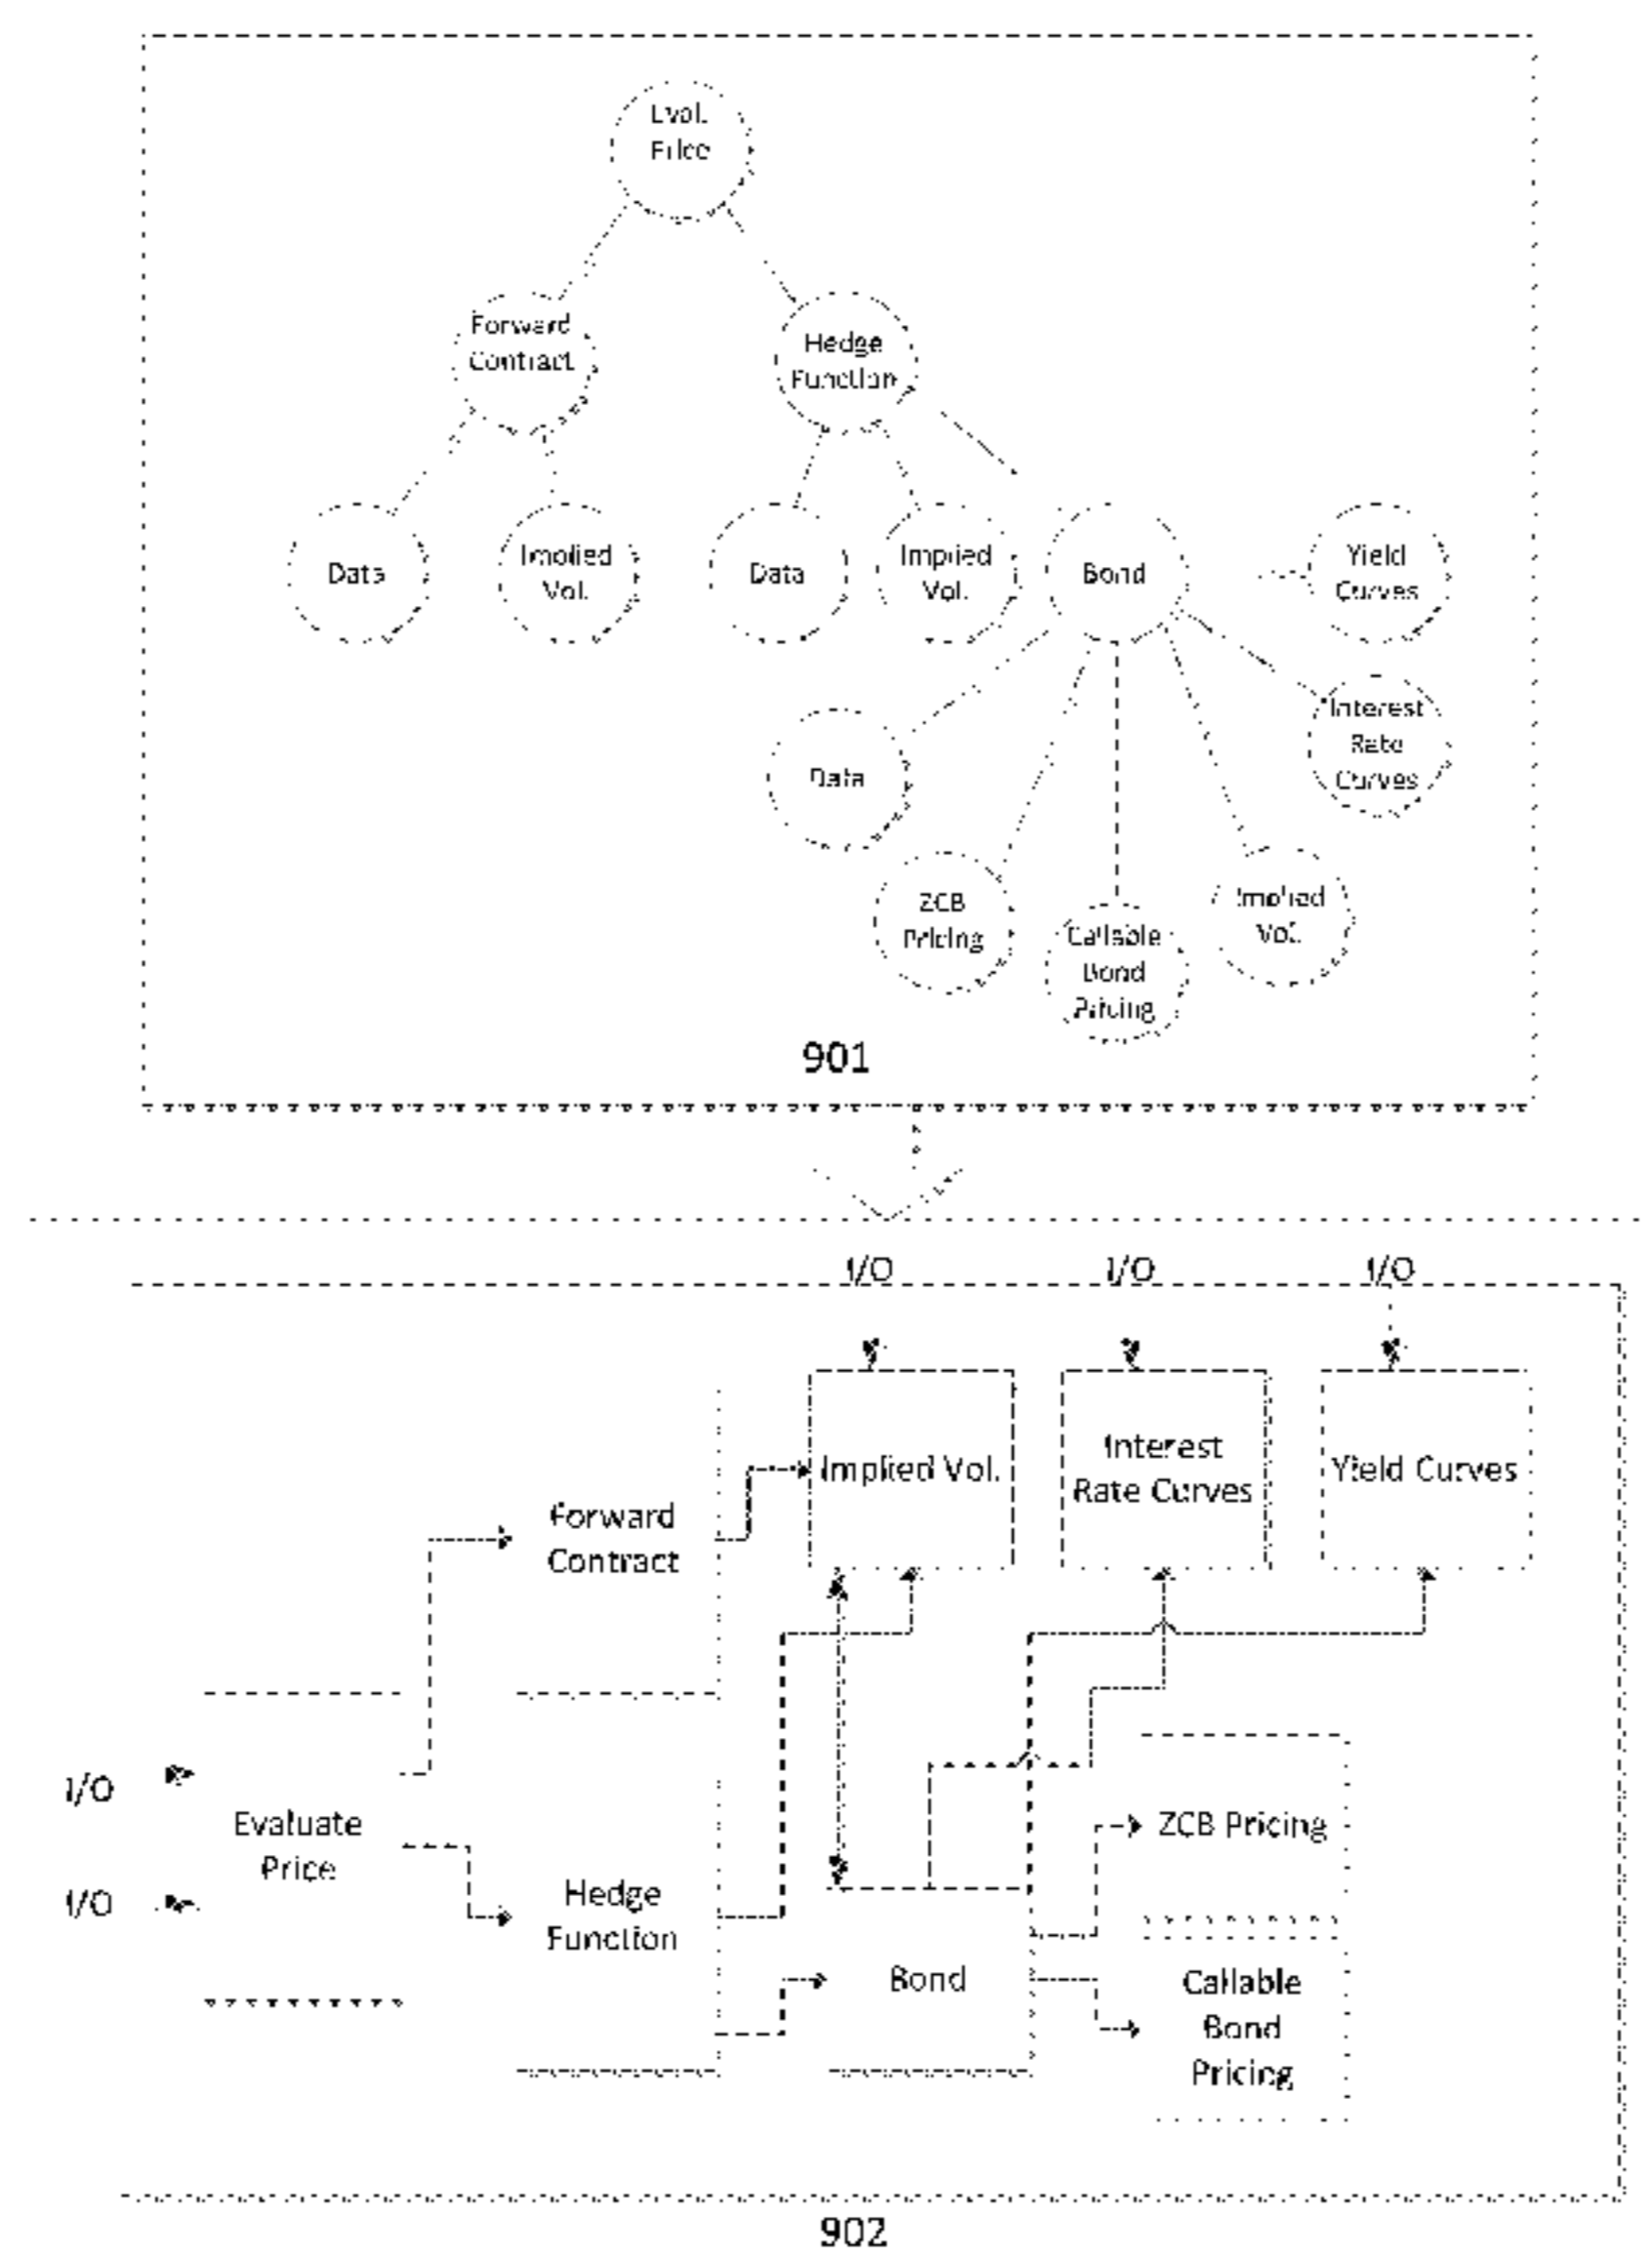 Eval.
Price
Forward
Contract
Hedge
Function
Data
Implied
Vol.
Data
Implied
Vol.
Bond
Yield
Curves
Interest
Rate
Curves
Data
ZCB
Pricing
Callable
Bond
Pricing
Implied
Vol.
901
I/O
I/O
I/O
Implied Vol.
Interest
Rate Curves
Yield Curves
Forward
Contract
I/O
I/O
Evaluate
Price
Hedge
Function
Bond
ZCB Pricing
Callable
Bond
Pricing
902